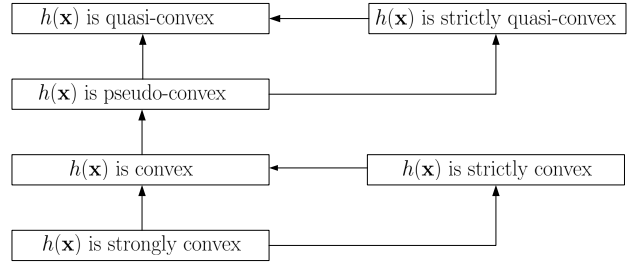 h(x) is quasi-convex
h(x) is strictly quasi-convex
h(x) is pseudo-convex
h(x) is convex
h(x) is strictly convex
h(x) is strongly convex